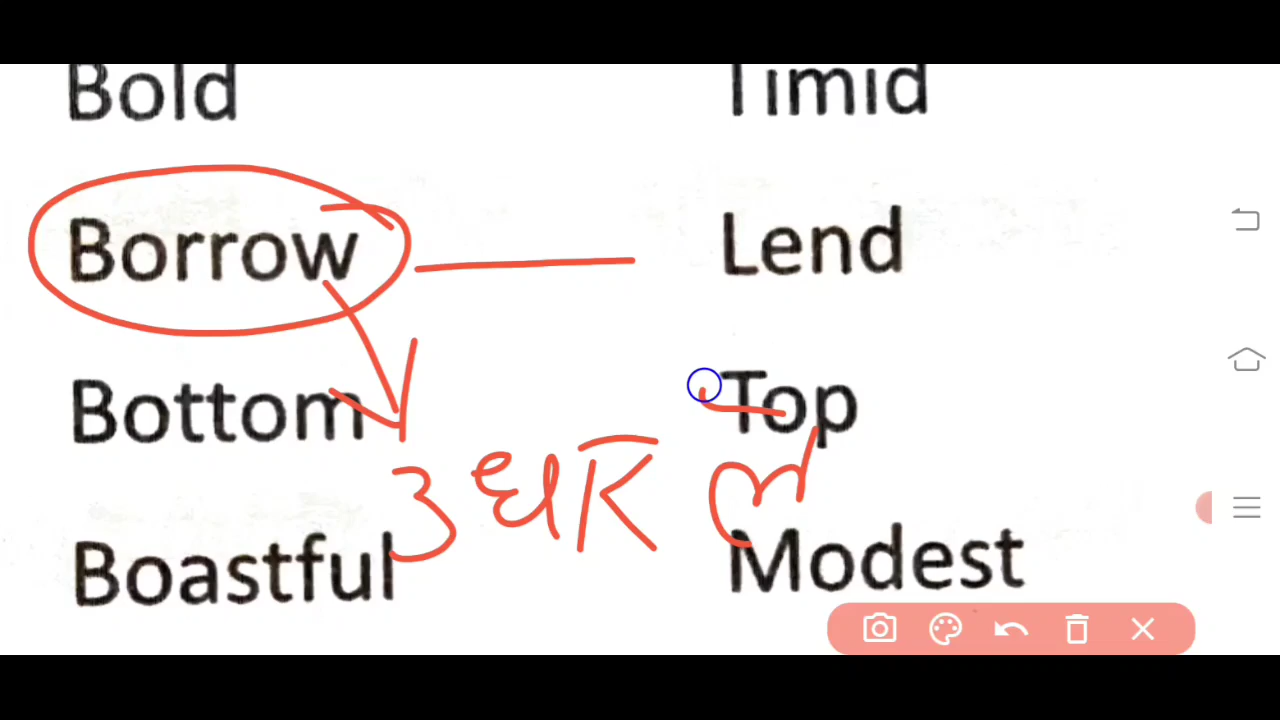 Bold Timid
Borrow Lend
Bottom Top
उधार
Boastful Modest